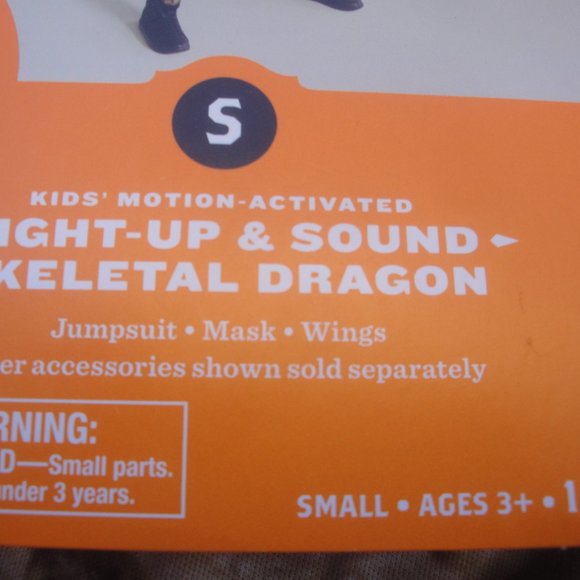 S
KIDS' MOTION-ACTIVATED
IGHT-UP & SOUND
KELETAL DRAGON
Jumpsuit • Mask • Wings
er accessories shown sold separately
RNING:
D—Small parts.
nder 3 years.
SMALL • AGES 3+ • 1